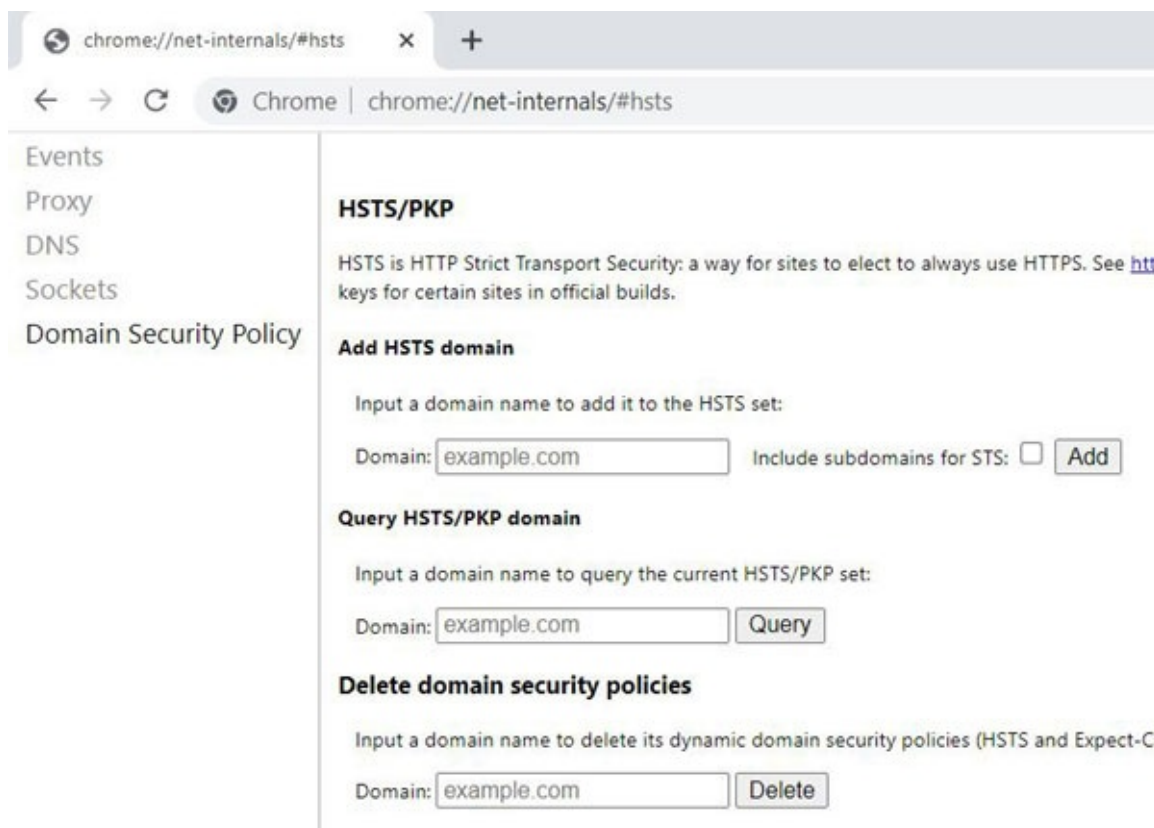 chrome://net-internals/#hsts
Chrome | chrome://net-internals/#hsts
Events
Proxy
DNS
Sockets
Domain Security Policy
HSTS/PKP
HSTS is HTTP Strict Transport Security: a way for sites to elect to always use HTTPS. See htt
keys for certain sites in official builds.
Add HSTS domain
Input a domain name to add it to the HSTS set:
Domain: example.com Include subdomains for STS: Add
Query HSTS/PKP domain
Input a domain name to query the current HSTS/PKP set:
Domain: example.com Query
Delete domain security policies
Input a domain name to delete its dynamic domain security policies (HSTS and Expect-C
Domain: example.com Delete